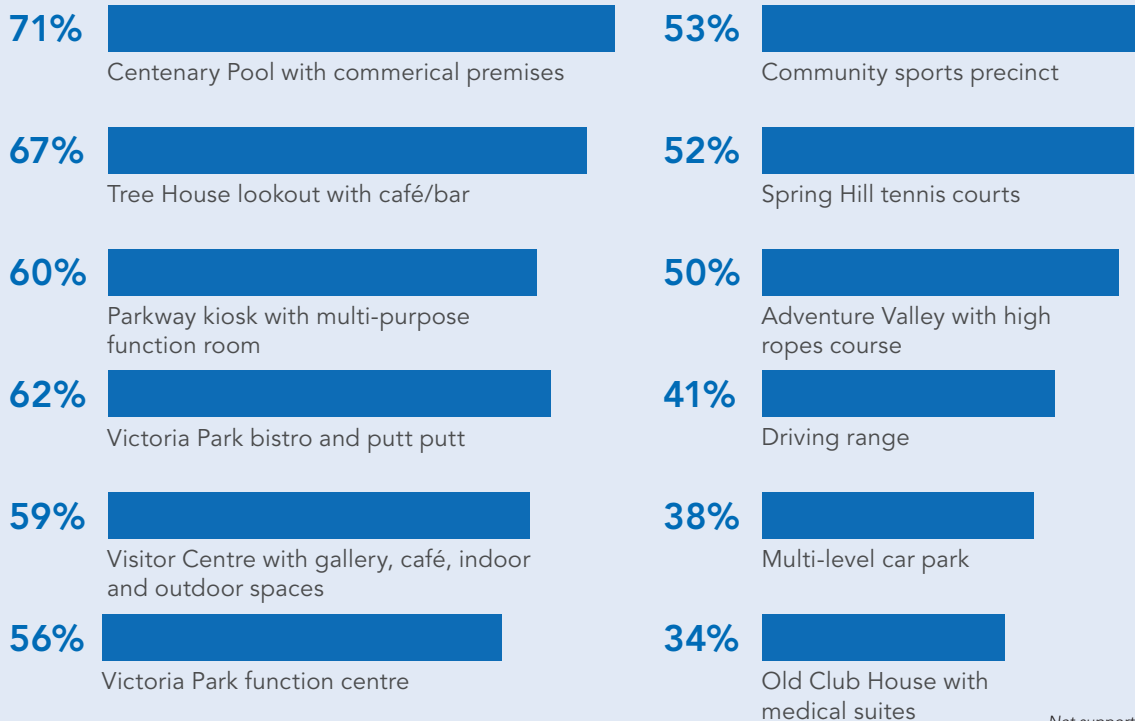 71%
Centenary Pool with commerical premises
67%
Tree House lookout with café/bar
60%
Parkway kiosk with multi-purpose
function room
62%
Victoria Park bistro and putt putt
59%
Visitor Centre with gallery, café, indoor
and outdoor spaces
56%
Victoria Park function centre
53%
Community sports precinct
52%
Spring Hill tennis courts
50%
Adventure Valley with high
ropes course
41%
Driving range
38%
Multi-level car park
34%
Old Club House with
medical suites